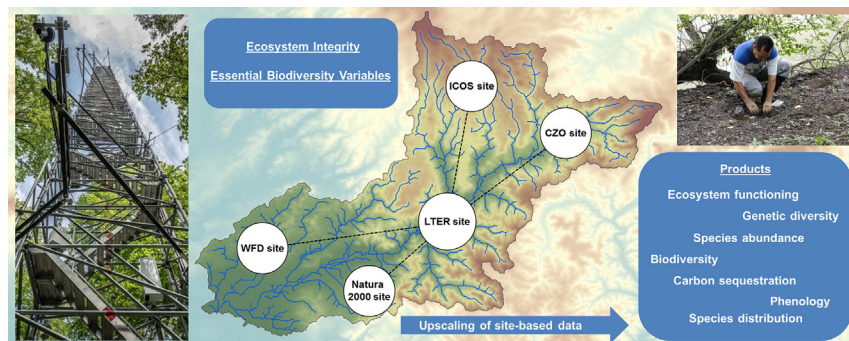 Ecosystem Integrity
Essential Biodiversity Variables
ICOS site
CZO site
LTER site
WFD site
Natura
2000 site
Upscaling of site-based data
Products
Ecosystem functioning
Genetic diversity
Species abundance
Biodiversity
Carbon sequestration
Phenology
Species distribution